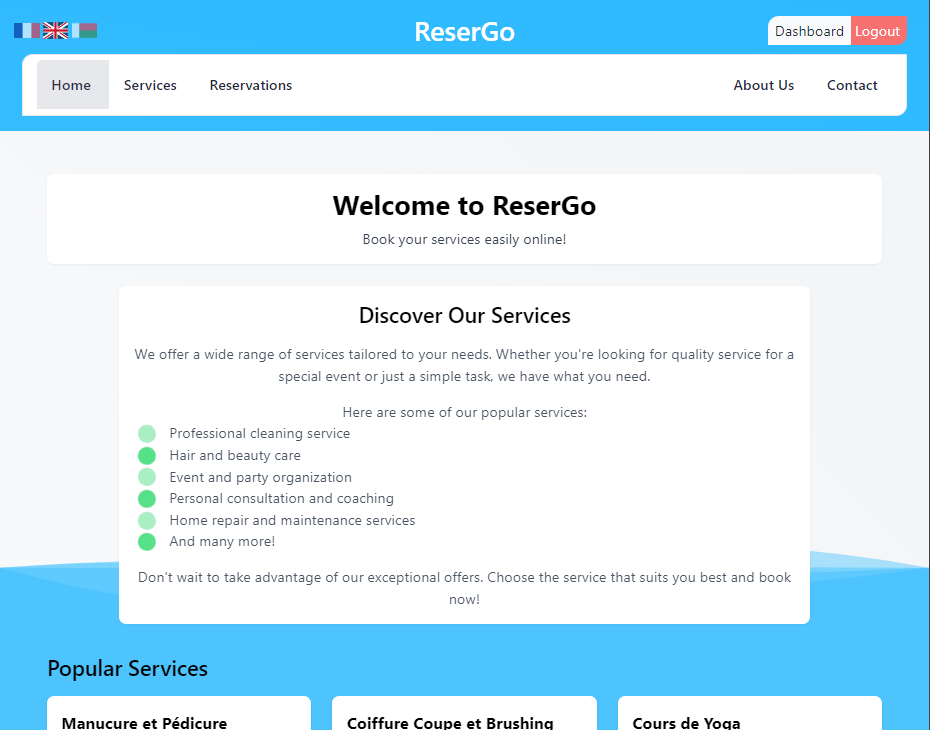 ReserGo
Dashboard Logout
Home Services Reservations About Us Contact
Welcome to ReserGo
Book your services easily online!
Discover Our Services
We offer a wide range of services tailored to your needs. Whether you're looking for quality service for a
special event or just a simple task, we have what you need.
Here are some of our popular services:
Professional cleaning service
Hair and beauty care
Event and party organization
Personal consultation and coaching
Home repair and maintenance services
And many more!
Don't wait to take advantage of our exceptional offers. Choose the service that suits you best and book
now!
Popular Services
Manucure et Pédicure
Coiffure Coupe et Brushing
Cours de Yoga